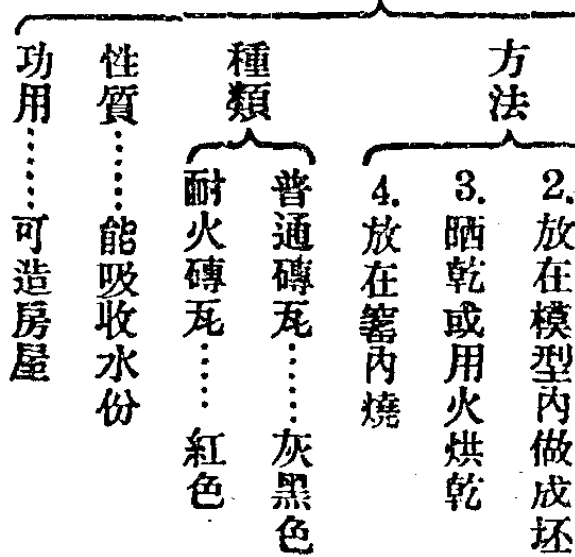 方法
2.放在模型內做成坯
3.晒乾或用火烘乾
4.放在窰內燒
種類
普通磚瓦……灰黑色
耐火磚瓦……紅色
性質……能吸收水份
功用……可造房屋